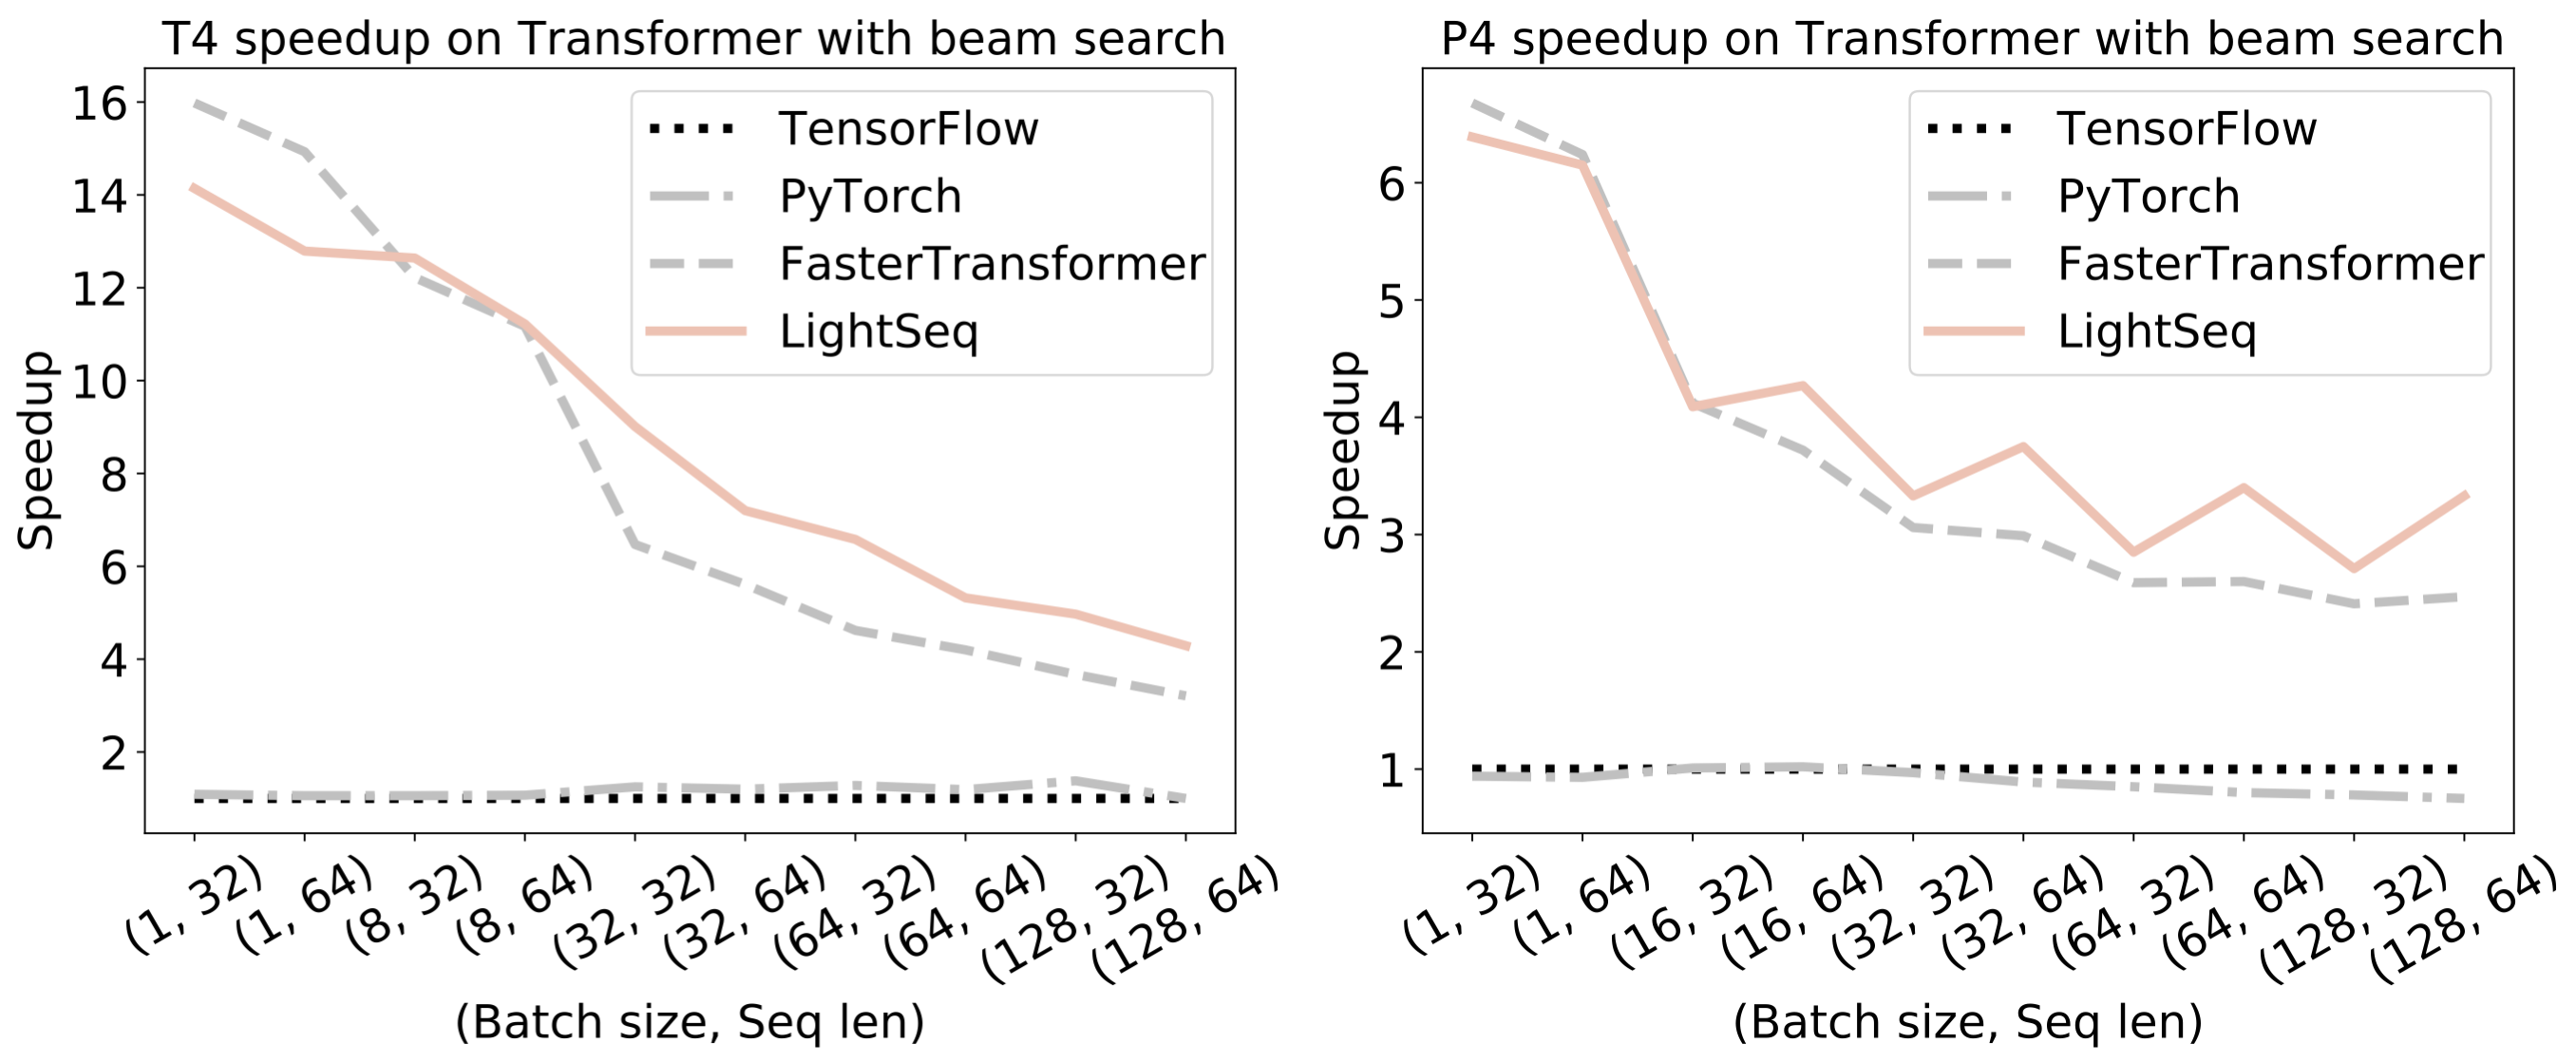 T4 speedup on Transformer with beam search
Speedup
16
14
12
10
8
6
4
2
TensorFlow
PyTorch
FasterTransformer
LightSeq
(1, 32)
(1, 64)
(8, 32)
(8, 64)
(32, 32)
(32, 64)
(64, 32)
(64, 64)
(128, 32)
(128, 64)
(Batch size, Seq len)
P4 speedup on Transformer with beam search
Speedup
6
5
4
3
2
1
TensorFlow
PyTorch
FasterTransformer
LightSeq
(1, 32)
(1, 64)
(16, 32)
(16, 64)
(32, 32)
(32, 64)
(64, 32)
(64, 64)
(128, 32)
(128, 64)
(Batch size, Seq len)